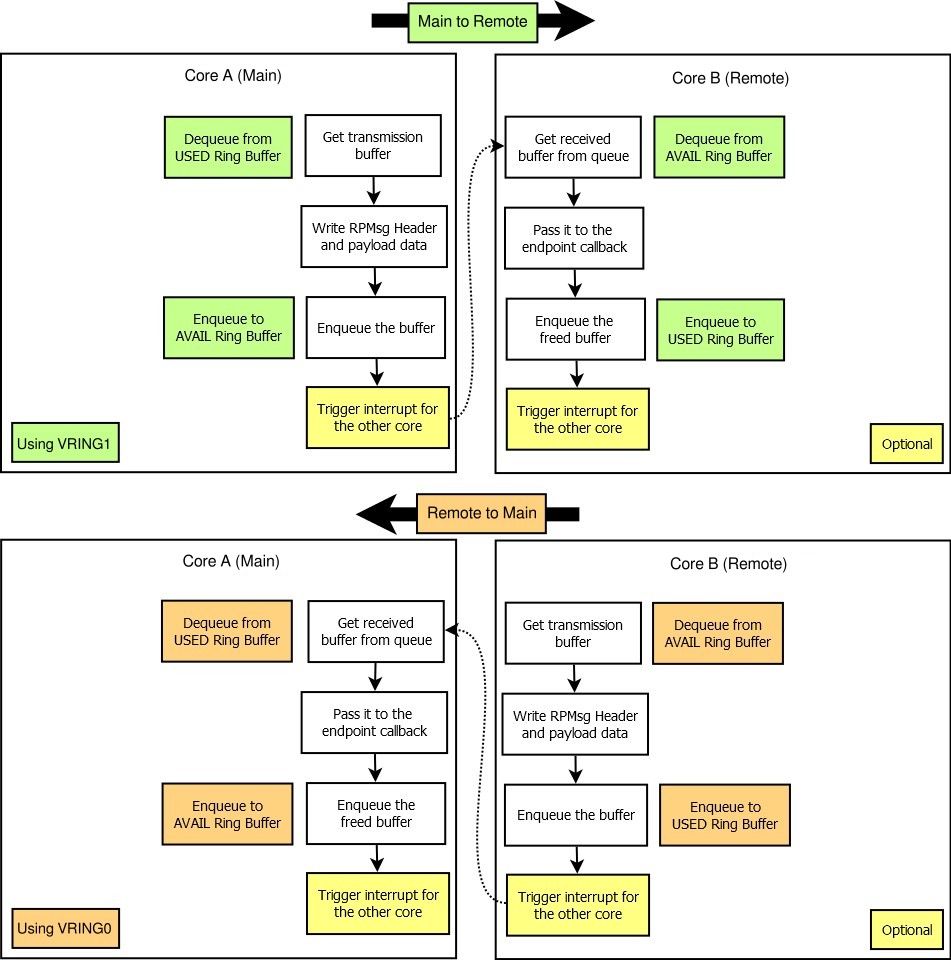 Main to Remote
Core A (Main)
Dequeue from
USED Ring Buffer
Get transmission
buffer
Write RPMsg Header
and payload data
Enqueue to
AVAIL Ring Buffer
Enqueue the buffer
Trigger interrupt for
the other core
Using VRING1
Core B (Remote)
Get received
buffer from queue
Dequeue from
AVAIL Ring Buffer
Pass it to the
endpoint callback
Enqueue the
freed buffer
Enqueue to
USED Ring Buffer
Trigger interrupt for
the other core
Optional
Remote to Main
Core A (Main)
Dequeue from
USED Ring Buffer
Get received
buffer from queue
Pass it to the
endpoint callback
Enqueue to
AVAIL Ring Buffer
Enqueue the
freed buffer
Trigger interrupt for
the other core
Using VRING0
Core B (Remote)
Get transmission
buffer
Dequeue from
AVAIL Ring Buffer
Write RPMsg Header
and payload data
Enqueue the buffer
Enqueue to
USED Ring Buffer
Trigger interrupt for
the other core
Optional